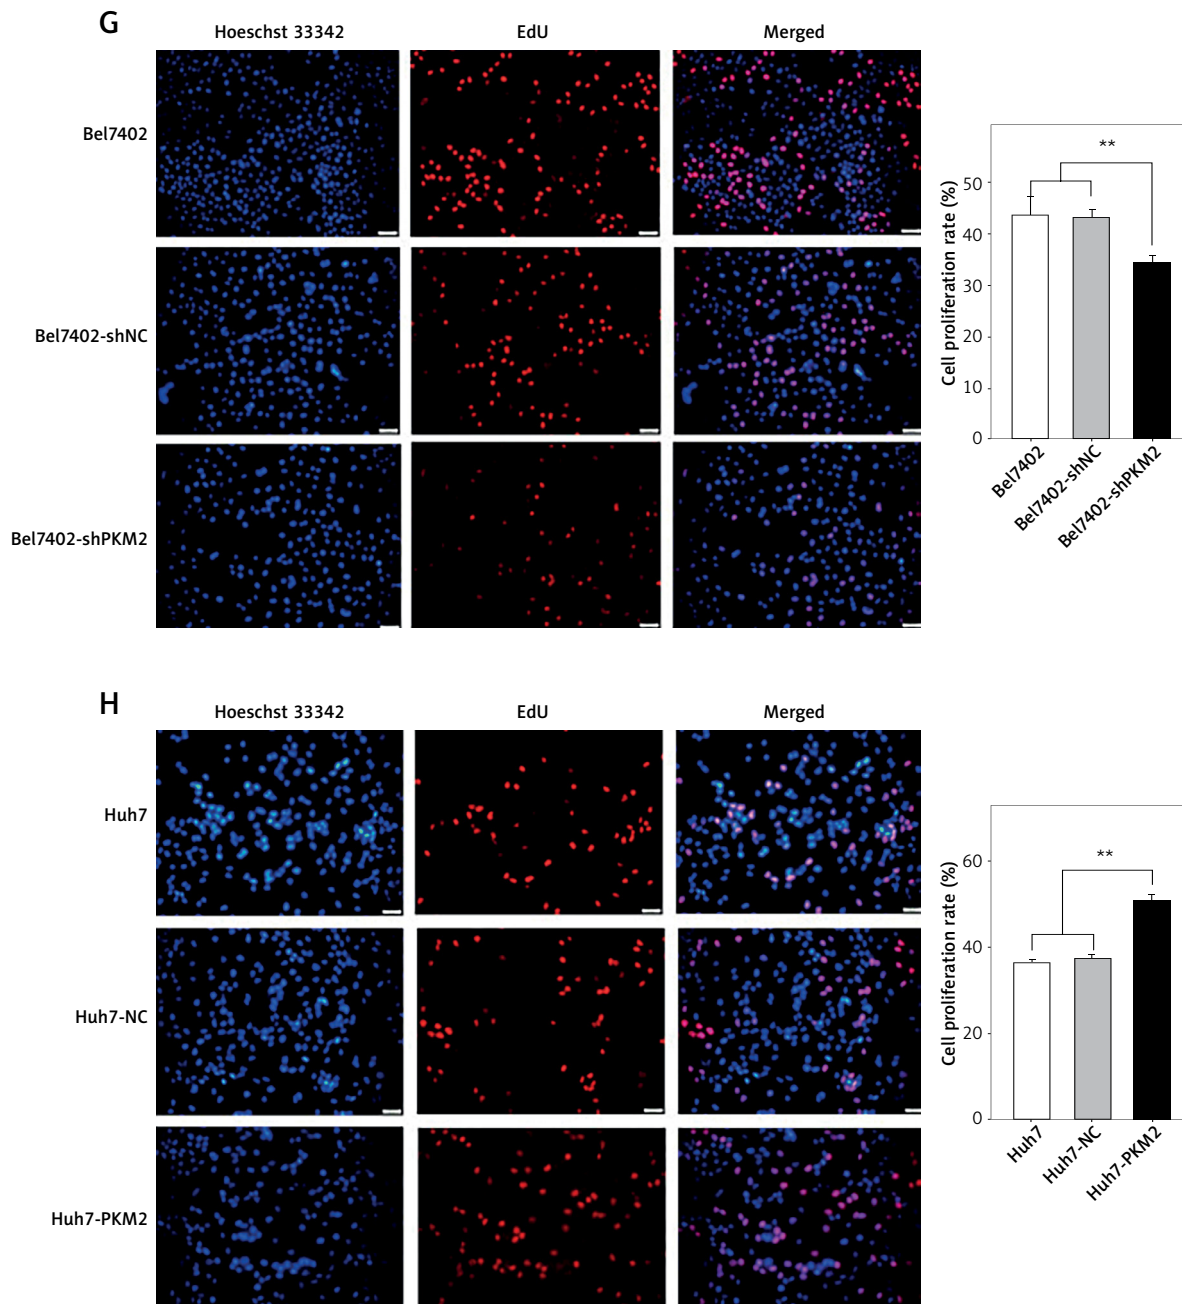 G
Hoeschst 33342 EdU Merged
Bel7402
Bel7402-shNC
Bel7402-shPKM2
Cell proliferation rate (%)
50
40
30
20
10
0
**
Bel7402
Bel7402-shNC
Bel7402-shPKM2
H
Hoeschst 33342 EdU Merged
Huh7
Huh7-NC
Huh7-PKM2
Cell proliferation rate (%)
60
40
20
0
**
Huh7
Huh7-NC
Huh7-PKM2